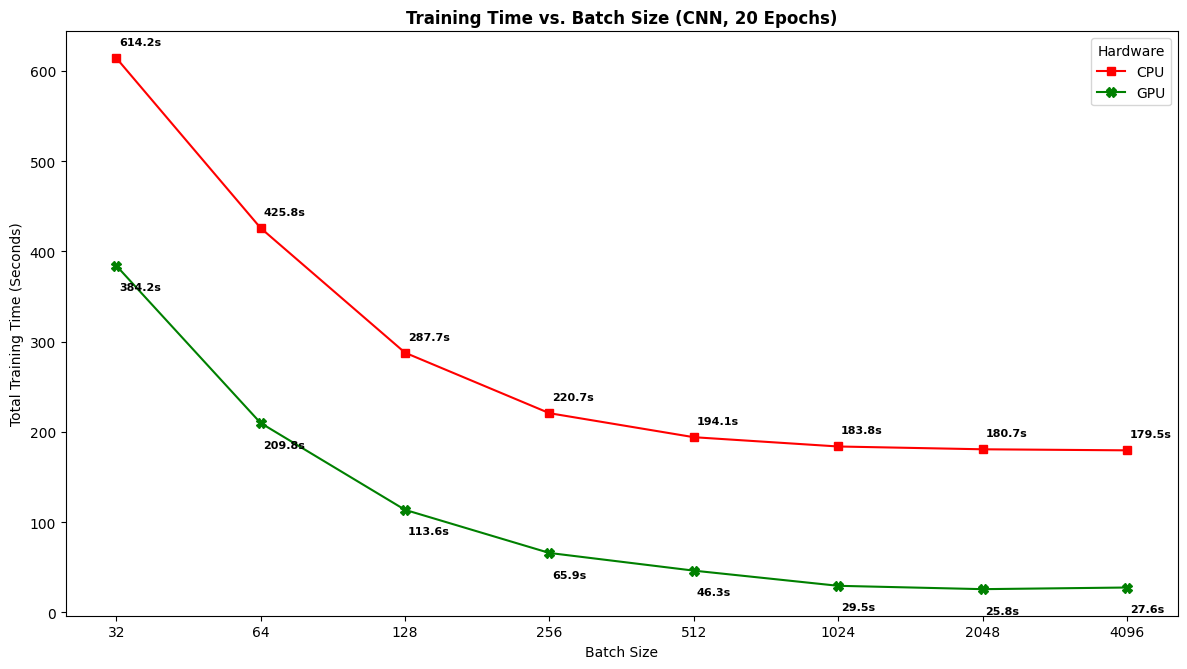 Training Time vs. Batch Size (CNN, 20 Epochs)
Total Training Time (Seconds)
600
500
400
300
200
100
0
614.2s
425.8s
287.7s
220.7s
194.1s
183.8s
180.7s
179.5s
384.2s
209.8s
113.6s
65.9s
46.3s
29.5s
25.8s
27.6s
Hardware
CPU
GPU
32 64 128 256 512 1024 2048 4096
Batch Size